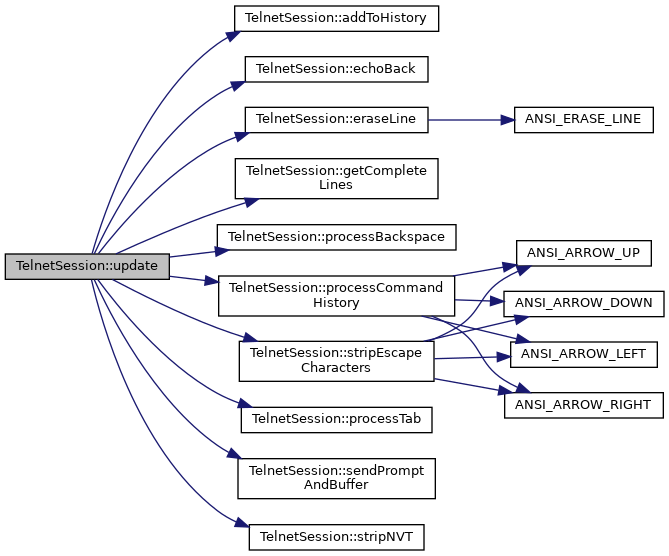 TelnetSession::update
TelnetSession::addToHistory
TelnetSession::echoBack
TelnetSession::eraseLine
ANSI_ERASE_LINE
TelnetSession::getComplete
Lines
TelnetSession::processBackspace
TelnetSession::processCommand
History
ANSI_ARROW_UP
ANSI_ARROW_DOWN
ANSI_ARROW_LEFT
ANSI_ARROW_RIGHT
TelnetSession::stripEscape
Characters
TelnetSession::processTab
TelnetSession::sendPrompt
AndBuffer
TelnetSession::stripNVT